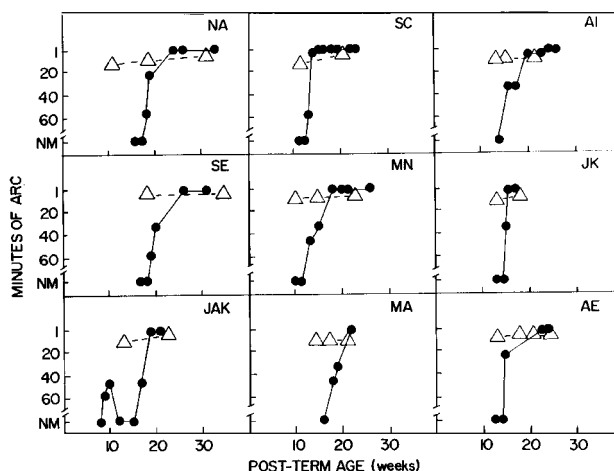 NA SC AI
1
20
60
NM
SE MN JK
MINUTES OF ARC
1
20
40
60
NM
JAK MA AE
1
20
40
60
NM
10 20 30 10 20 30 10 20 30
POST-TERM AGE (weeks)